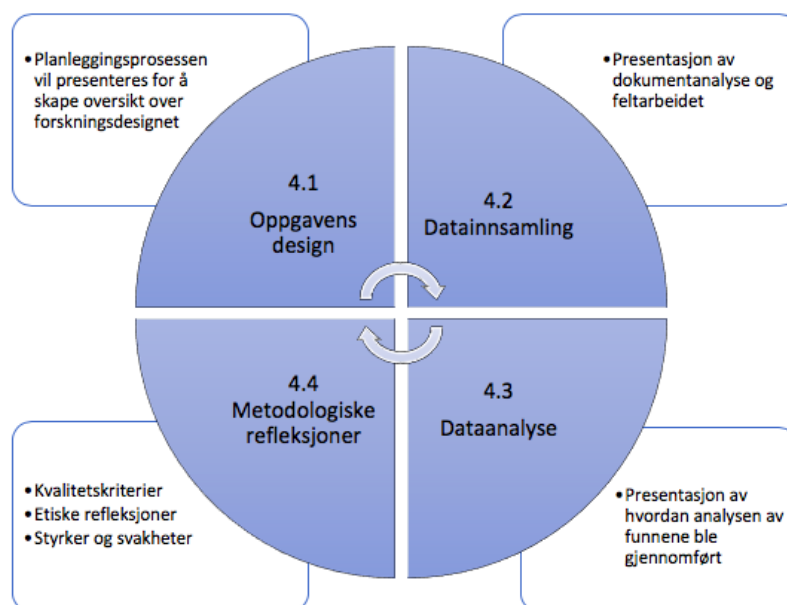 •Planleggingsprosessen
vil presenteres for å
skape oversikt over
forskningsdesignet
•Presentasjon av
dokumentanalyse og
feltarbeidet
4.1
Oppgavens
design
4.2
Datainnsamling
4.4
Metodologiske
refleksjoner
4.3
Dataanalyse
•Kvalitetskriterier
•Etiske refleksjoner
•Styrker og svakheter
•Presentasjon av
hvordan analysen av
funnene ble
gjennomført